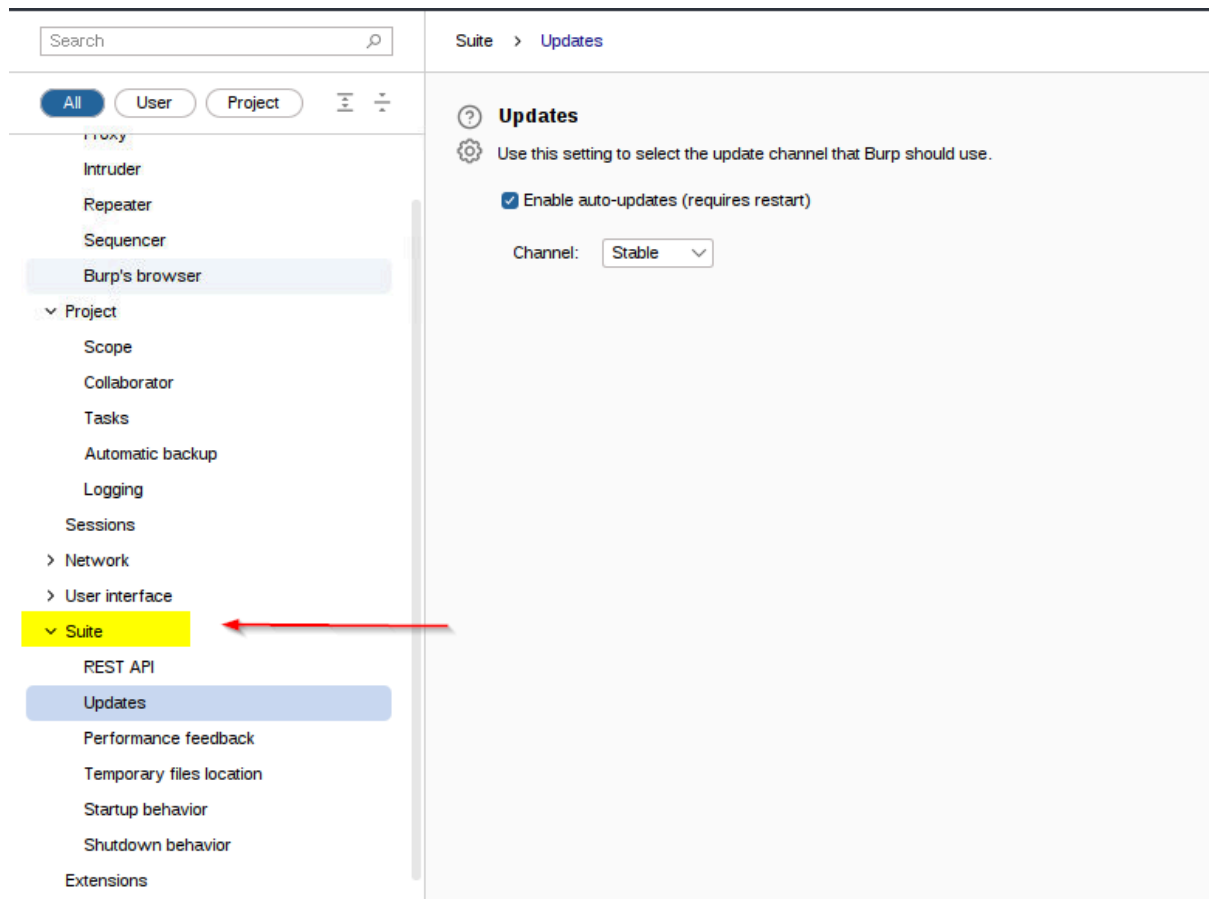 Search
Suite > Updates
All
User
Project
Proxy
Intruder
Repeater
Sequencer
Burp's browser
Project
Scope
Collaborator
Tasks
Automatic backup
Logging
Sessions
Network
User interface
Suite
REST API
Updates
Performance feedback
Temporary files location
Startup behavior
Shutdown behavior
Extensions
Updates
Use this setting to select the update channel that Burp should use.
Enable auto-updates (requires restart)
Channel: Stable